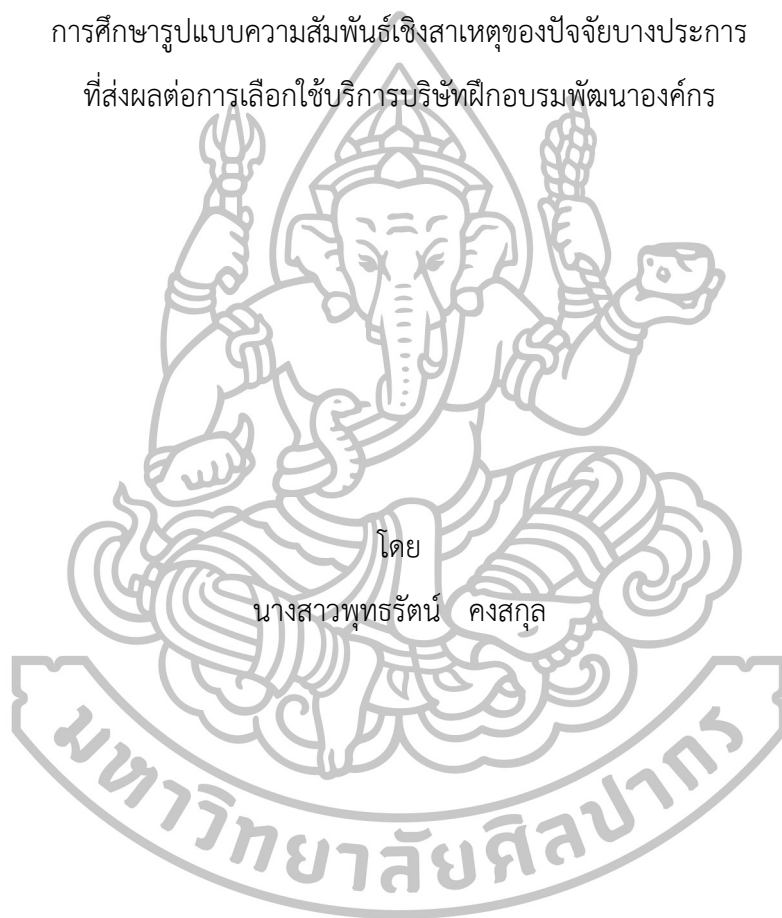 การศึกษารูปแบบความสัมพันธ์เชิงสาเหตุของปัจจัยบางประการ
ที่ส่งผลต่อการเลือกใช้บริการบริษัทฝึกอบรมพัฒนาองค์กร
โดย
นางสาวพุทธรัตน์ คงสกุล
มหาวิทยาลัยศิลปากร